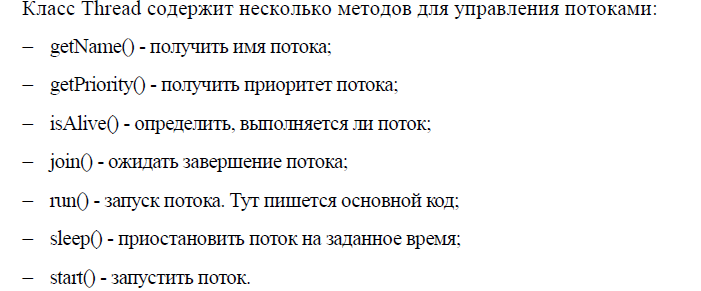 Класс Thread содержит несколько методов для управления потоками:
– getName() - получить имя потока;
– getPriority() - получить приоритет потока;
– isAlive() - определить, выполняется ли поток;
– join() - ожидать завершение потока;
– run() - запуск потока. Тут пишется основной код;
– sleep() - приостановить поток на заданное время;
– start() - запустить поток.